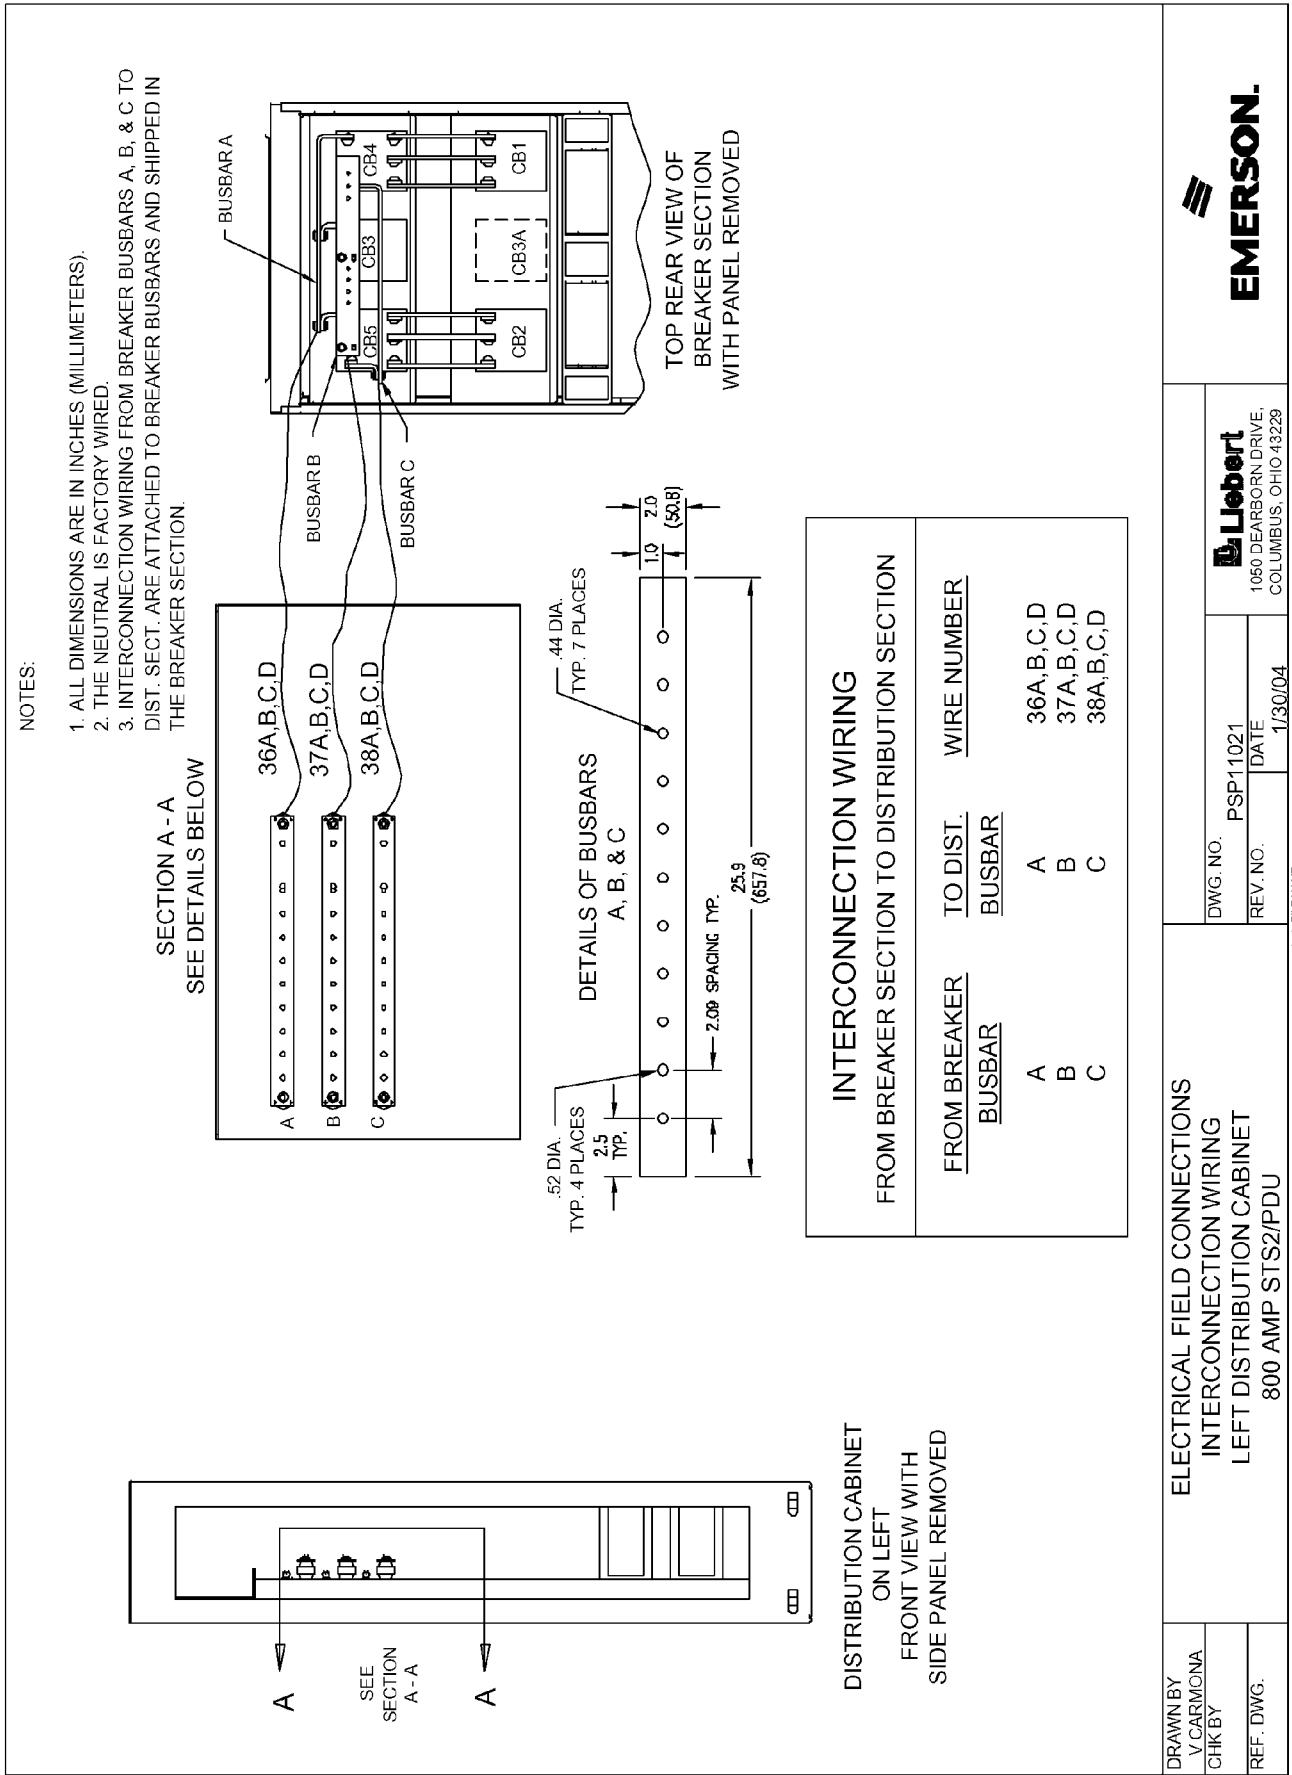 NOTES:
1. ALL DIMENSIONS ARE IN INCHES (MILLIMETERS).
2. THE NEUTRAL IS FACTORY WIRED.
3. INTERCONNECTION WIRING FROM BREAKER BUSBARS A, B, & C TO
DIST. SECT. ARE ATTACHED TO BREAKER BUSBARS AND SHIPPED IN
THE BREAKER SECTION.
SECTION A - A
SEE DETAILS BELOW
36A,B,C,D
37A,B,C,D
38A,B,C,D
A
B
C
BUSBAR A
BUSBAR B
BUSBAR C
CB5
CB3
CB4
CB2
CB3A
CB1
TOP REAR VIEW OF
BREAKER SECTION
WITH PANEL REMOVED
A
SEE
SECTION
A - A
A
DISTRIBUTION CABINET
ON LEFT
FRONT VIEW WITH
SIDE PANEL REMOVED
DETAILS OF BUSBARS
A, B, & C
.52 DIA.
TYP. 4 PLACES
2.5
TYP.
.44 DIA.
TYP. 7 PLACES
1.0
2.0
(50.8)
2.09 SPACING TYP.
25.9
(657.8)
INTERCONNECTION WIRING
FROM BREAKER SECTION TO DISTRIBUTION SECTION
FROM BREAKER TO DIST. WIRE NUMBER
BUSBAR BUSBAR
A A 36A,B,C,D
B B 37A,B,C,D
C C 38A,B,C,D
DRAWN BY
V CARMONA
CHK BY
REF. DWG.
ELECTRICAL FIELD CONNECTIONS
INTERCONNECTION WIRING
LEFT DISTRIBUTION CABINET
800 AMP STS2/PDU
DWG. NO.
PSP11021
REV. NO.
DATE
1/30/04
Liebert
1050 DEARBORN DRIVE,
COLUMBUS, OHIO 43229
EMERSON.